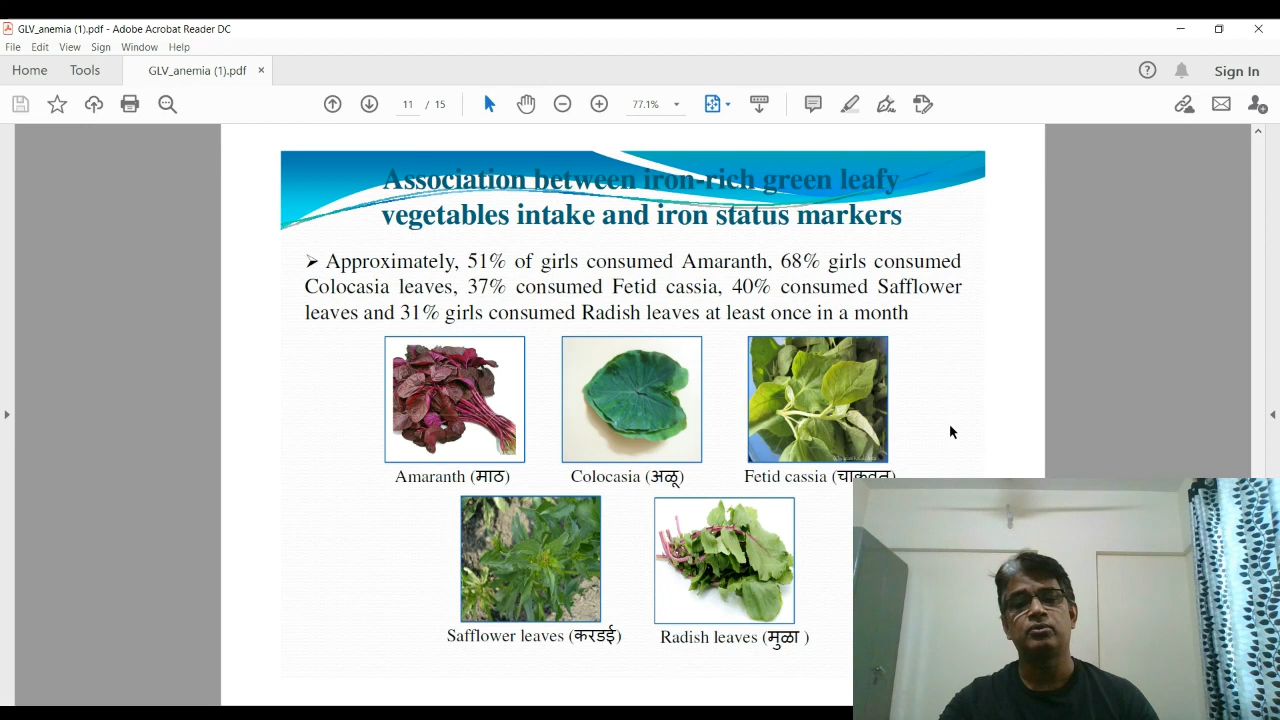 GLV_anemia (1).pdf - Adobe Acrobat Reader DC
File Edit View Sign Window Help
Home Tools GLV_anemia (1).pdf × Sign In
11 / 15 77.1%
Association between iron-rich green leafy
vegetables intake and iron status markers
➢ Approximately, 51% of girls consumed Amaranth, 68% girls consumed
Colocasia leaves, 37% consumed Fetid cassia, 40% consumed Safflower
leaves and 31% girls consumed Radish leaves at least once in a month
Amaranth (माठ) Colocasia (अळू) Fetid cassia (चाकवत)
Safflower leaves (करडई) Radish leaves (मुळा )